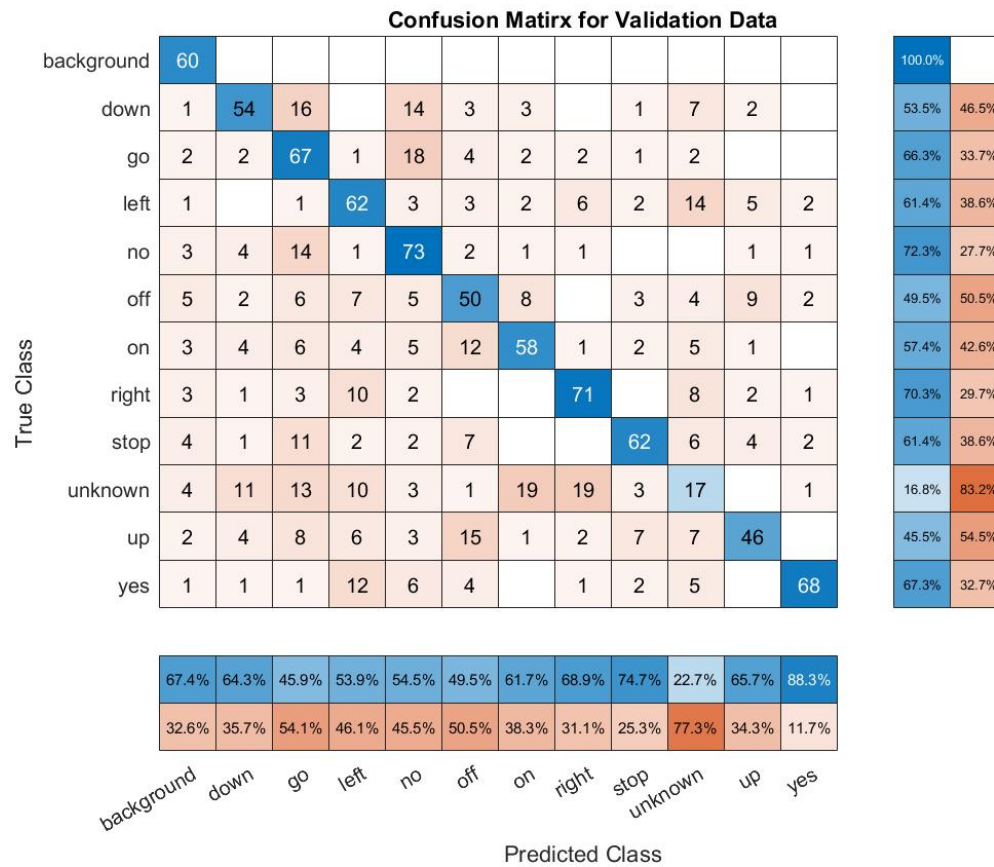 Confusion Matirx for Validation Data
background 60 100.0%
down 1 54 16 14 3 3 1 7 2 53.5% 46.5%
go 2 2 67 1 18 4 2 2 1 2 66.3% 33.7%
left 1 1 62 3 3 2 6 2 14 5 2 61.4% 38.6%
no 3 4 14 1 73 2 1 1 1 1 72.3% 27.7%
off 5 2 6 7 5 50 8 3 4 9 2 49.5% 50.5%
on 3 4 6 4 5 12 58 1 2 5 1 57.4% 42.6%
right 3 1 3 10 2 71 8 2 1 70.3% 29.7%
stop 4 1 11 2 2 7 62 6 4 2 61.4% 38.6%
unknown 4 11 13 10 3 1 19 19 3 17 1 16.8% 83.2%
up 2 4 8 6 3 15 1 2 7 7 46 45.5% 54.5%
yes 1 1 1 12 6 4 1 2 5 68 67.3% 32.7%
True Class
67.4% 64.3% 45.9% 53.9% 54.5% 49.5% 61.7% 68.9% 74.7% 22.7% 65.7% 88.3%
32.6% 35.7% 54.1% 46.1% 45.5% 50.5% 38.3% 31.1% 25.3% 77.3% 34.3% 11.7%
background down go left no off on right stop unknown up yes
Predicted Class